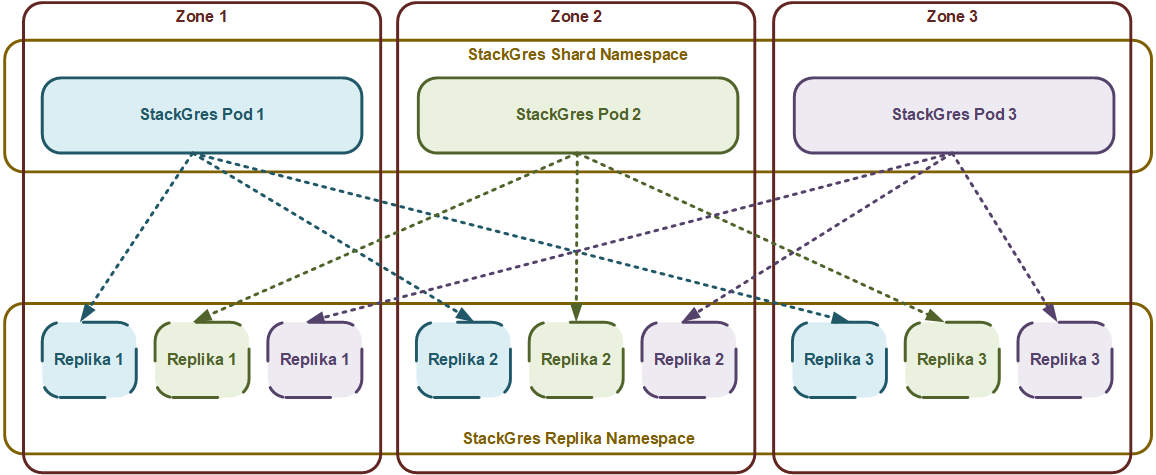 Zone 1
Zone 2
Zone 3
StackGres Shard Namespace
StackGres Pod 1
StackGres Pod 2
StackGres Pod 3
Replika 1
Replika 1
Replika 1
Replika 2
Replika 2
Replika 2
Replika 3
Replika 3
Replika 3
StackGres Replika Namespace